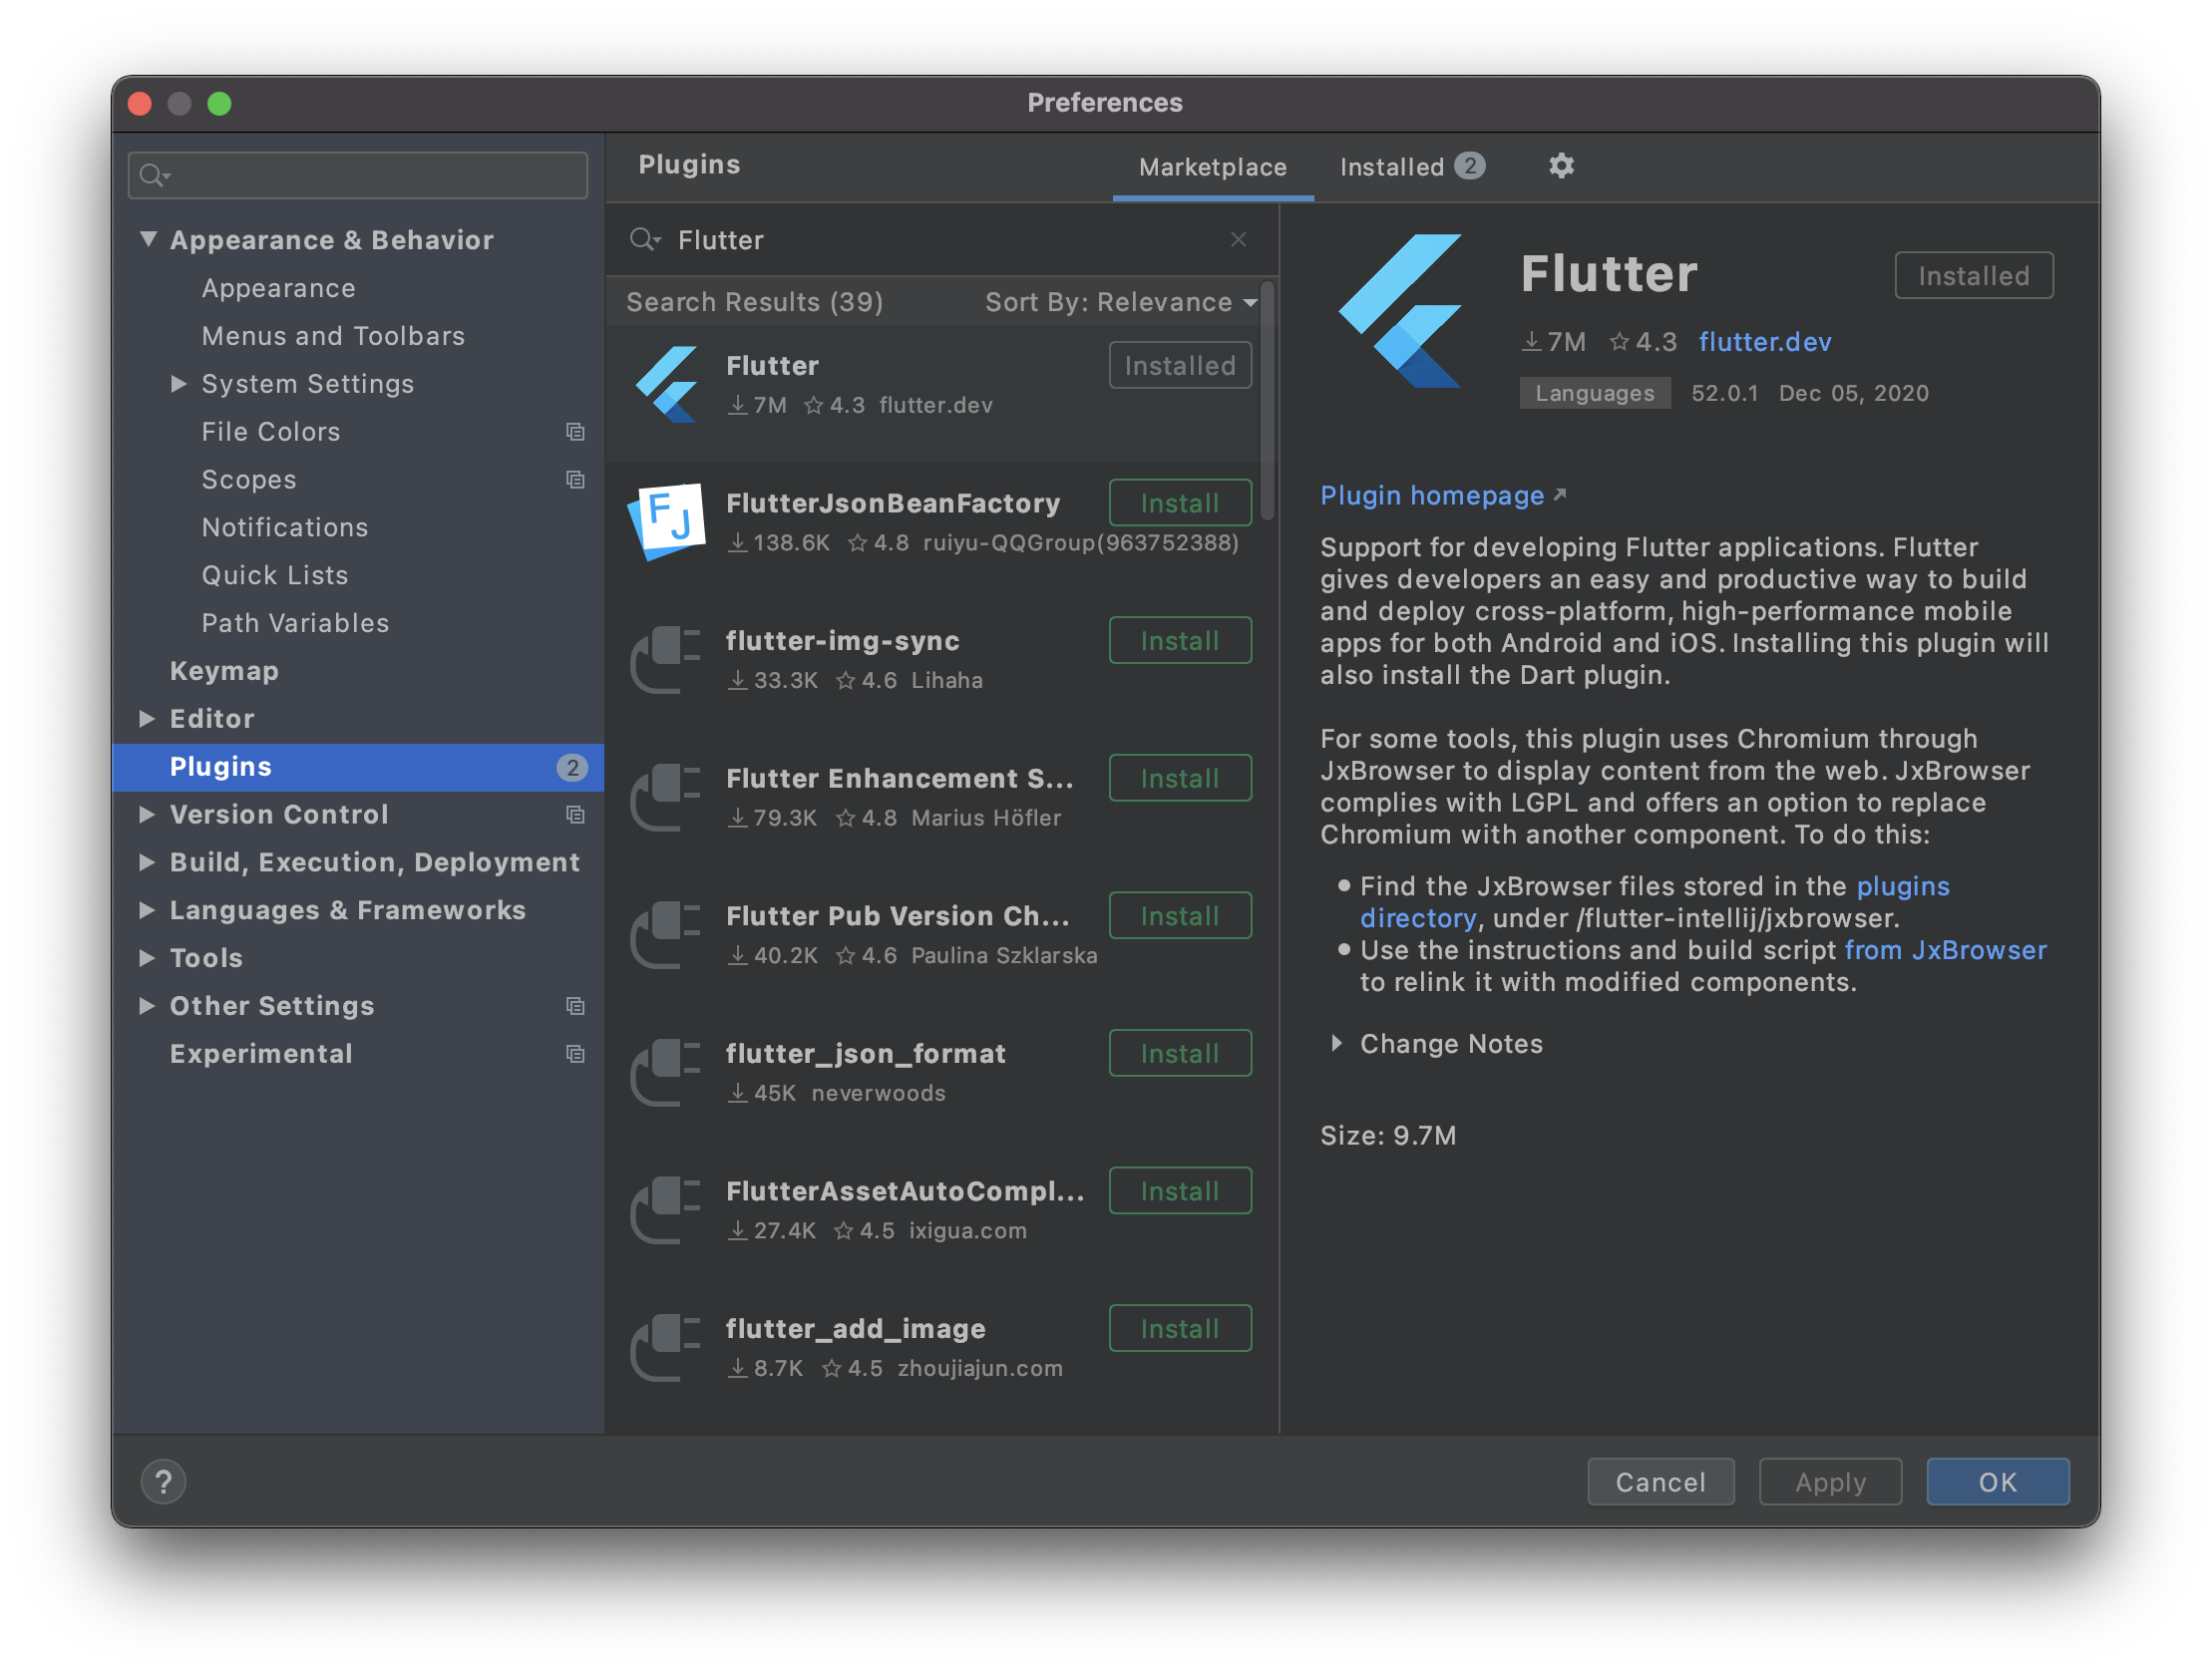 Preferences
Appearance & Behavior
Appearance
Menus and Toolbars
System Settings
File Colors
Scopes
Notifications
Quick Lists
Path Variables
Keymap
Editor
Plugins 2
Version Control
Build, Execution, Deployment
Languages & Frameworks
Tools
Other Settings
Experimental
Plugins
Marketplace
Installed 2
Flutter
Search Results (39) Sort By: Relevance
Flutter Installed
7M 4.3 flutter.dev
F J
FlutterJsonBeanFactory Install
138.6K 4.8 ruiyu-QQGroup(963752388)
flutter-img-sync Install
33.3K 4.6 Lihaha
Flutter Enhancement S... Install
79.3K 4.8 Marius Höfler
Flutter Pub Version Ch... Install
40.2K 4.6 Paulina Szklarska
flutter_json_format Install
45K neverwoods
FlutterAssetAutoCompl... Install
27.4K 4.5 ixigua.com
flutter_add_image Install
8.7K 4.5 zhoujiajun.com
Flutter Installed
7M 4.3 flutter.dev
Languages 52.0.1 Dec 05, 2020
Plugin homepage ↗
Support for developing Flutter applications. Flutter
gives developers an easy and productive way to build
and deploy cross-platform, high-performance mobile
apps for both Android and iOS. Installing this plugin will
also install the Dart plugin.
For some tools, this plugin uses Chromium through
JxBrowser to display content from the web. JxBrowser
complies with LGPL and offers an option to replace
Chromium with another component. To do this:
• Find the JxBrowser files stored in the plugins
directory, under /flutter-intellij/jxbrowser.
• Use the instructions and build script from JxBrowser
to relink it with modified components.
Change Notes
Size: 9.7M
?
Cancel
Apply
OK